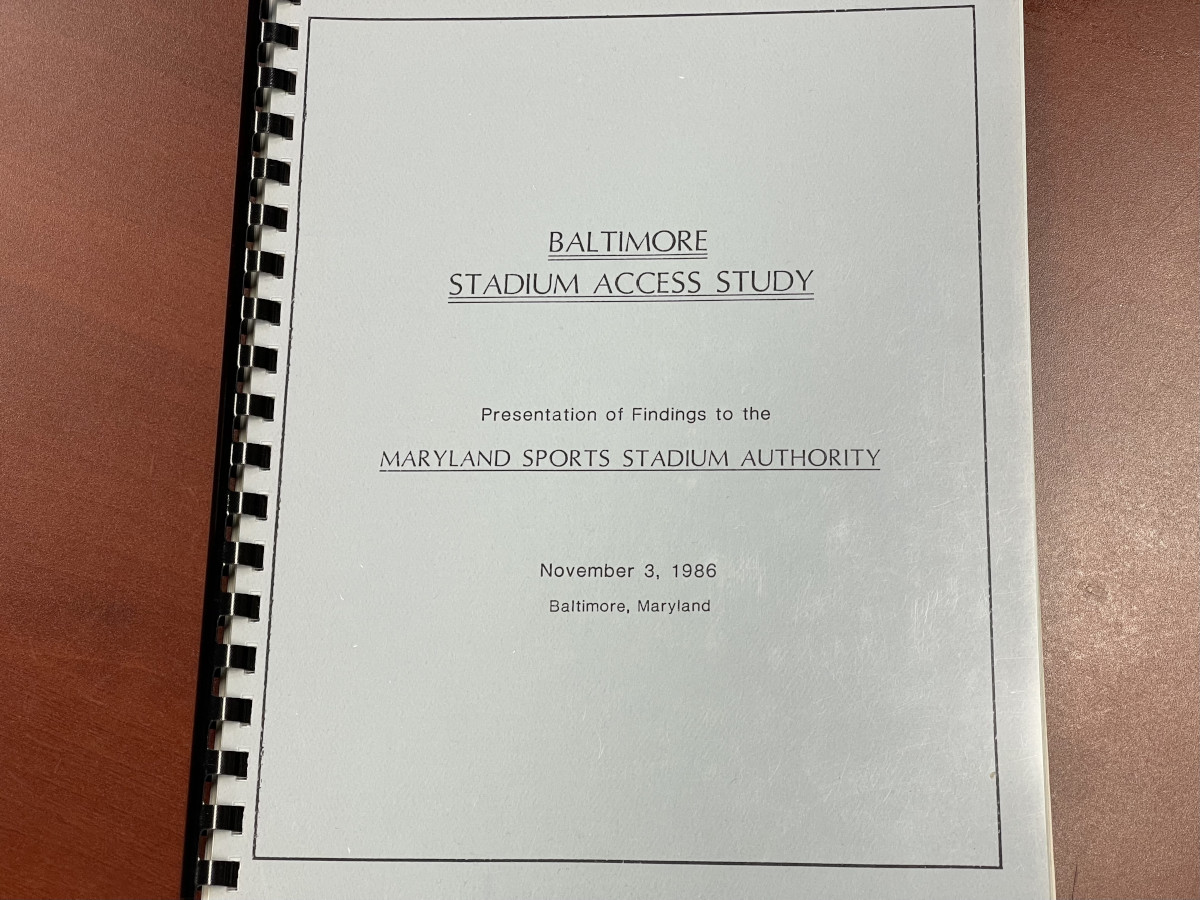 BALTIMORE
STADIUM ACCESS STUDY
Presentation of Findings to the
MARYLAND SPORTS STADIUM AUTHORITY
November 3, 1986
Baltimore, Maryland